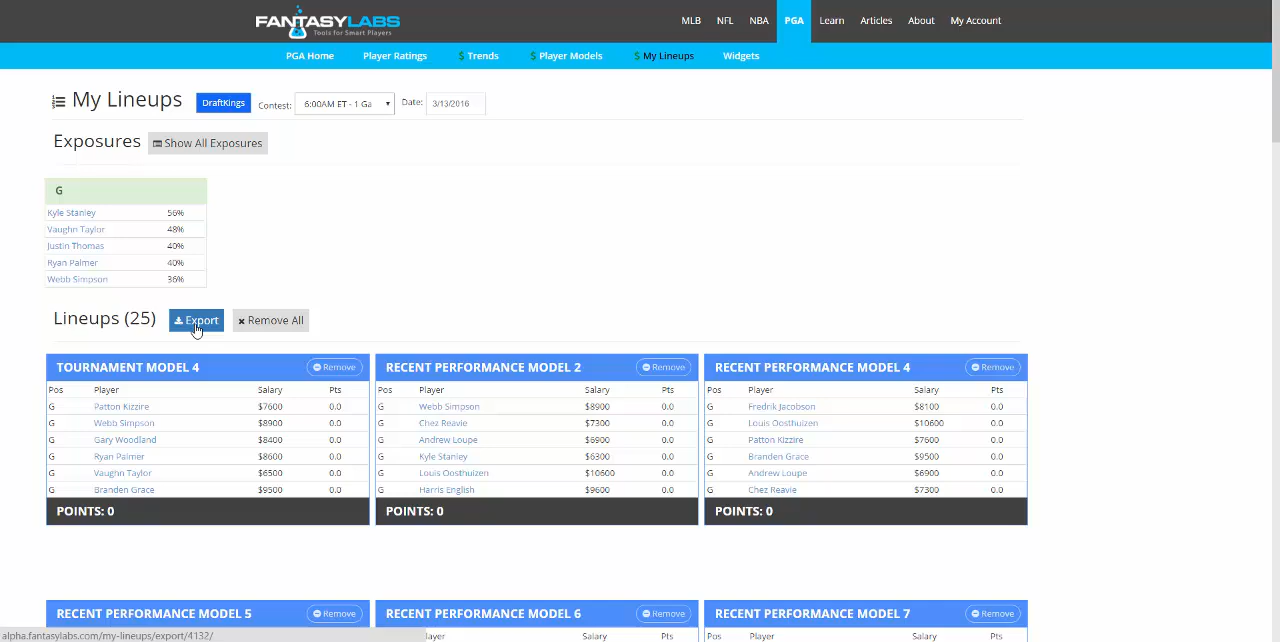 FANTASYLABS
Tools for Smart Players
MLB NFL NBA PGA Learn Articles About My Account
PGA Home Player Ratings $ Trends $ Player Models $ My Lineups Widgets
My Lineups DraftKings Contest: 6:00AM ET - 1 Ga Date: 3/13/2016
Exposures Show All Exposures
G
Kyle Stanley 56%
Vaughn Taylor 48%
Justin Thomas 40%
Ryan Palmer 40%
Webb Simpson 36%
Lineups (25) Export Remove All
TOURNAMENT MODEL 4 Remove RECENT PERFORMANCE MODEL 2 Remove RECENT PERFORMANCE MODEL 4 Remove
Pos Player Salary Pts Pos Player Salary Pts Pos Player Salary Pts
G Patton Kizzire $7600 0.0 G Webb Simpson $8900 0.0 G Fredrik Jacobson $8100 0.0
G Webb Simpson $8900 0.0 G Chez Reavie $7300 0.0 G Louis Oosthuizen $10600 0.0
G Gary Woodland $8400 0.0 G Andrew Loupe $6900 0.0 G Patton Kizzire $7600 0.0
G Ryan Palmer $8600 0.0 G Kyle Stanley $6300 0.0 G Branden Grace $9500 0.0
G Vaughn Taylor $6500 0.0 G Louis Oosthuizen $10600 0.0 G Andrew Loupe $6900 0.0
G Branden Grace $9500 0.0 G Harris English $9600 0.0 G Chez Reavie $7300 0.0
POINTS: 0 POINTS: 0 POINTS: 0
RECENT PERFORMANCE MODEL 5 Remove RECENT PERFORMANCE MODEL 6 Remove RECENT PERFORMANCE MODEL 7 Remove
alpha.fantasylabs.com/my-lineups/export/4132/ Salary Pts Pos Player Salary Pts